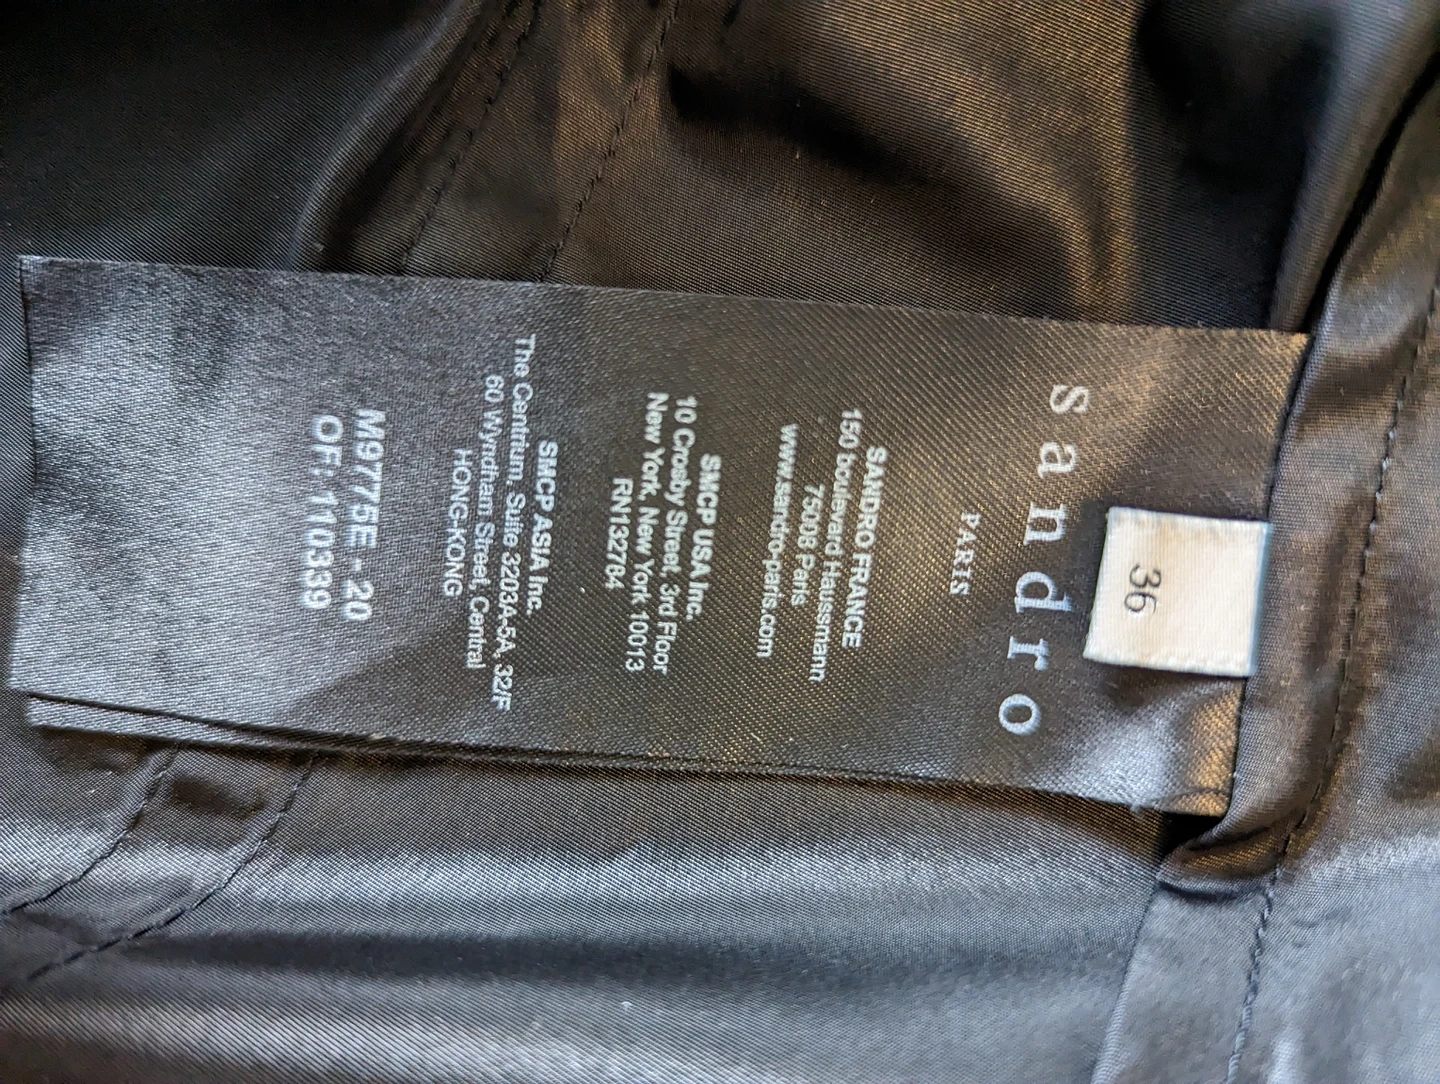 36
sandro
PARIS
SANDRO FRANCE
150 boulevard Hausmann
75008 Paris
www.sandro-paris.com
SMCP USA Inc.
10 Crosby Street, 3rd Floor
New York, New York 10013
RN132784
SMCP ASIA Inc.
The Centrium, Suite 3203A-5A, 32/F
60 Wyndham Street, Central
HONG-KONG
M9775E - 20
OF: 110339